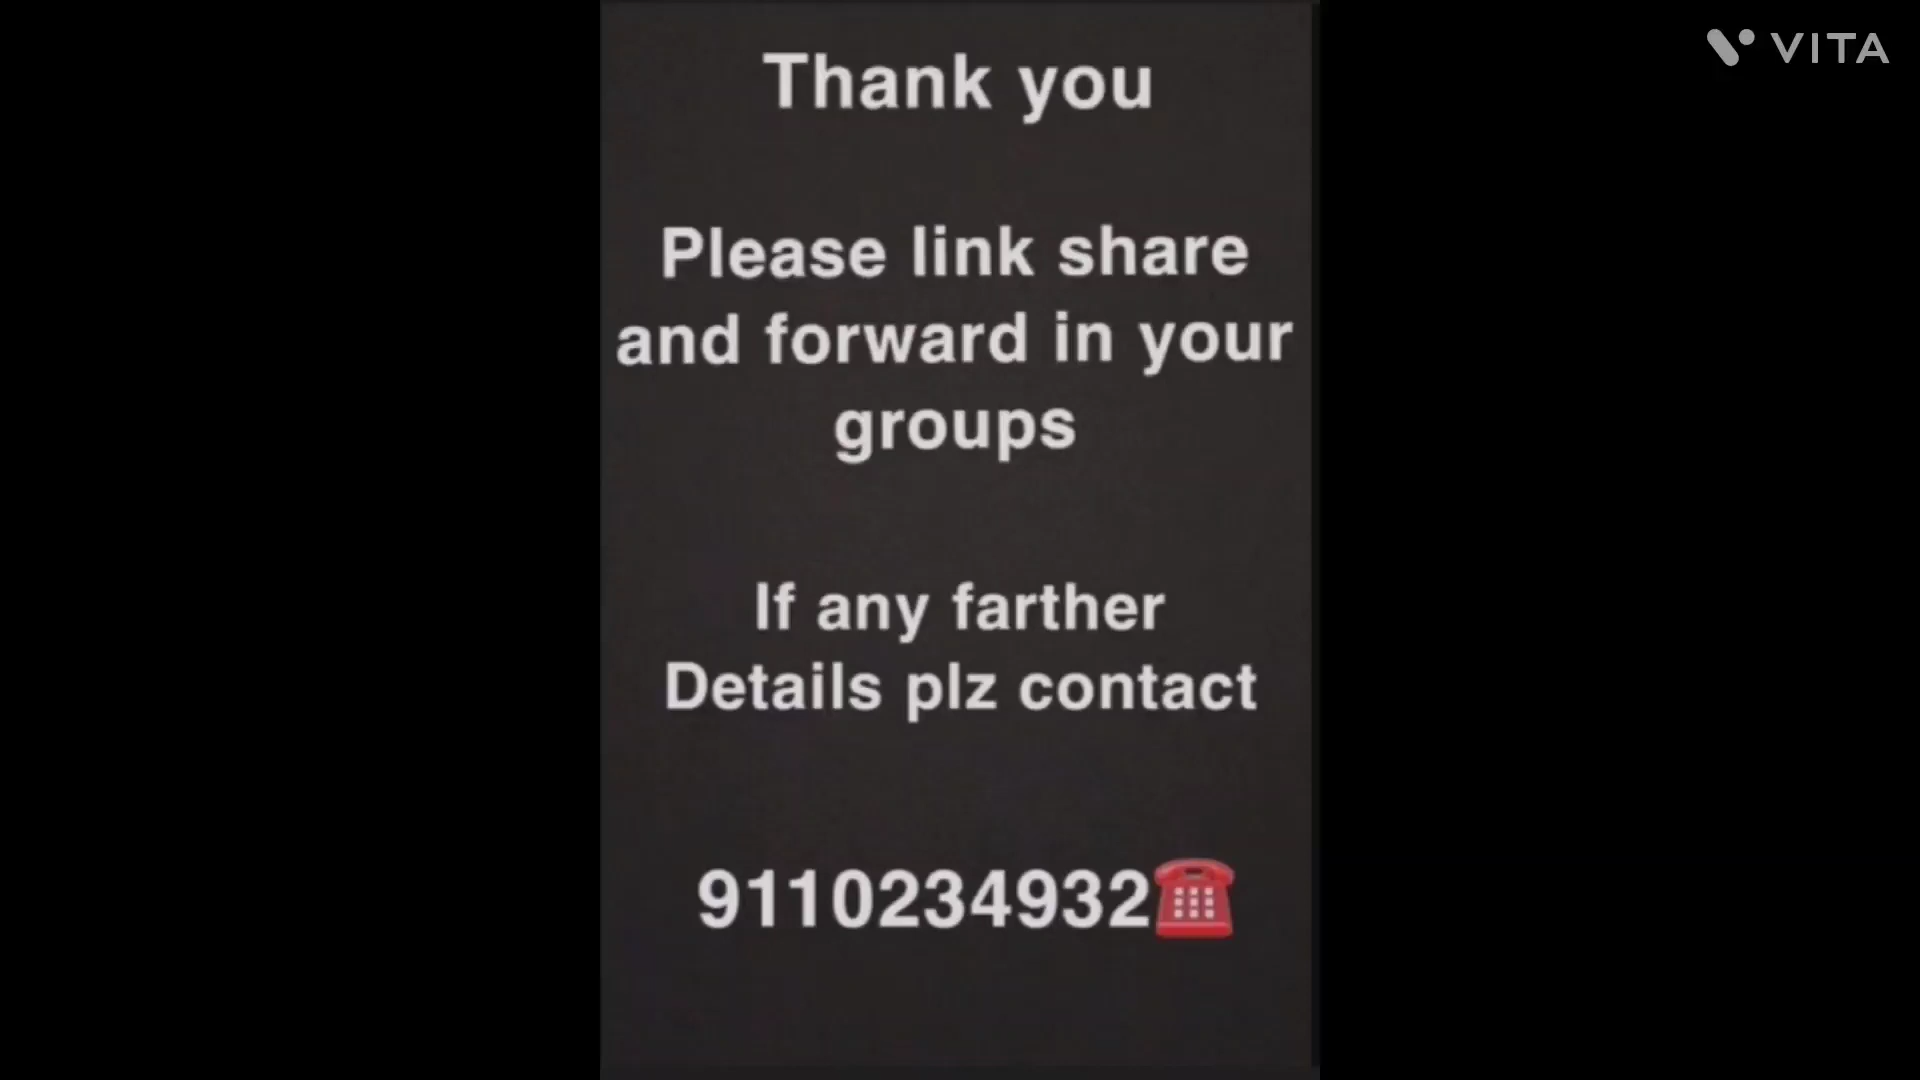 VITA
Thank you
Please link share
and forward in your
groups
If any farther
Details plz contact
9110234932☎️